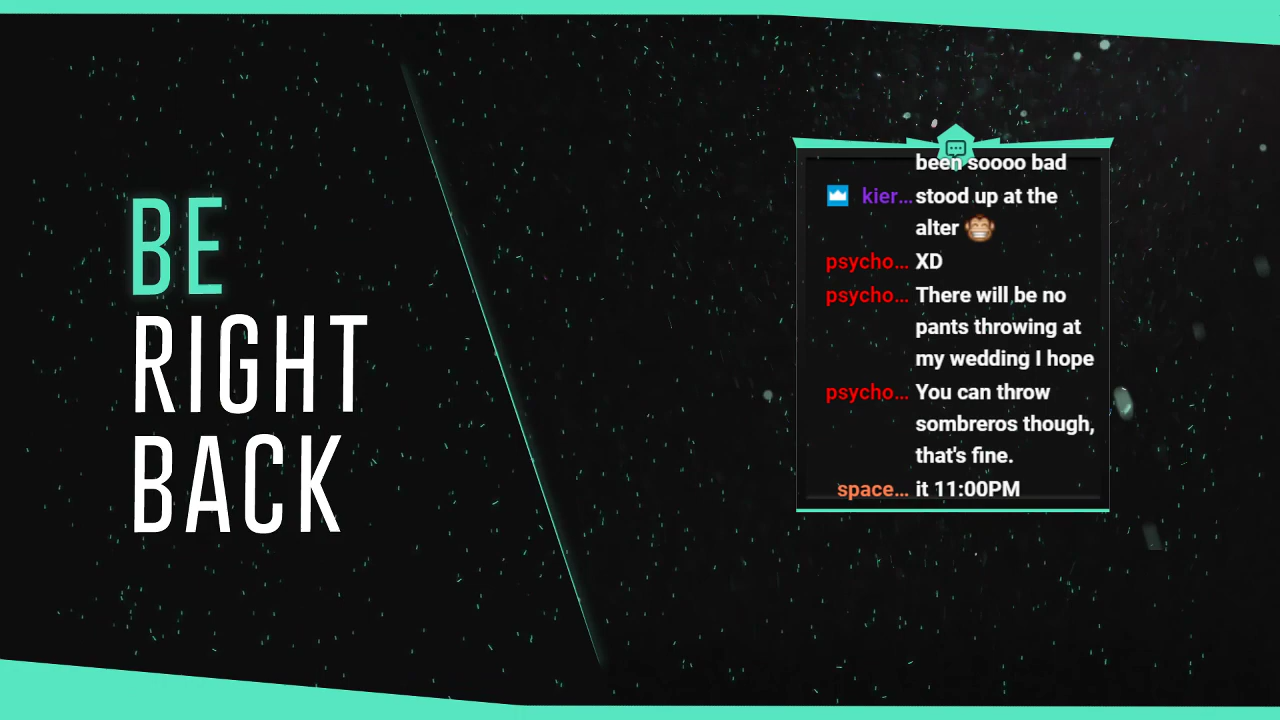 BE
RIGHT
BACK
been soooo bad
kier... stood up at the
alter
psycho... XD
psycho... There will be no
pants throwing at
my wedding I hope
psycho... You can throw
sombreros though,
that's fine.
space... it 11:00PM